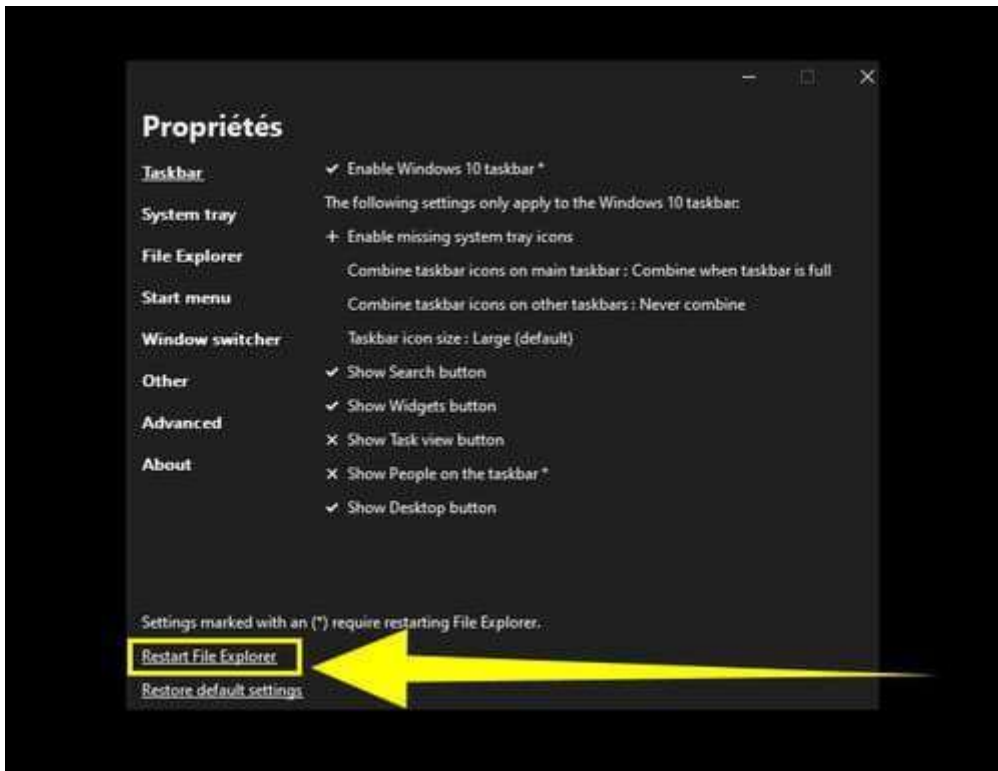 Propriétés
Taskbar
System tray
File Explorer
Start menu
Window switcher
Other
Advanced
About
✓ Enable Windows 10 taskbar *
The following settings only apply to the Windows 10 taskbar:
+ Enable missing system tray icons
Combine taskbar icons on main taskbar : Combine when taskbar is full
Combine taskbar icons on other taskbars : Never combine
Taskbar icon size : Large (default)
✓ Show Search button
✓ Show Widgets button
✕ Show Task view button
✕ Show People on the taskbar *
✓ Show Desktop button
Settings marked with an (*) require restarting File Explorer.
Restart File Explorer
Restore default settings